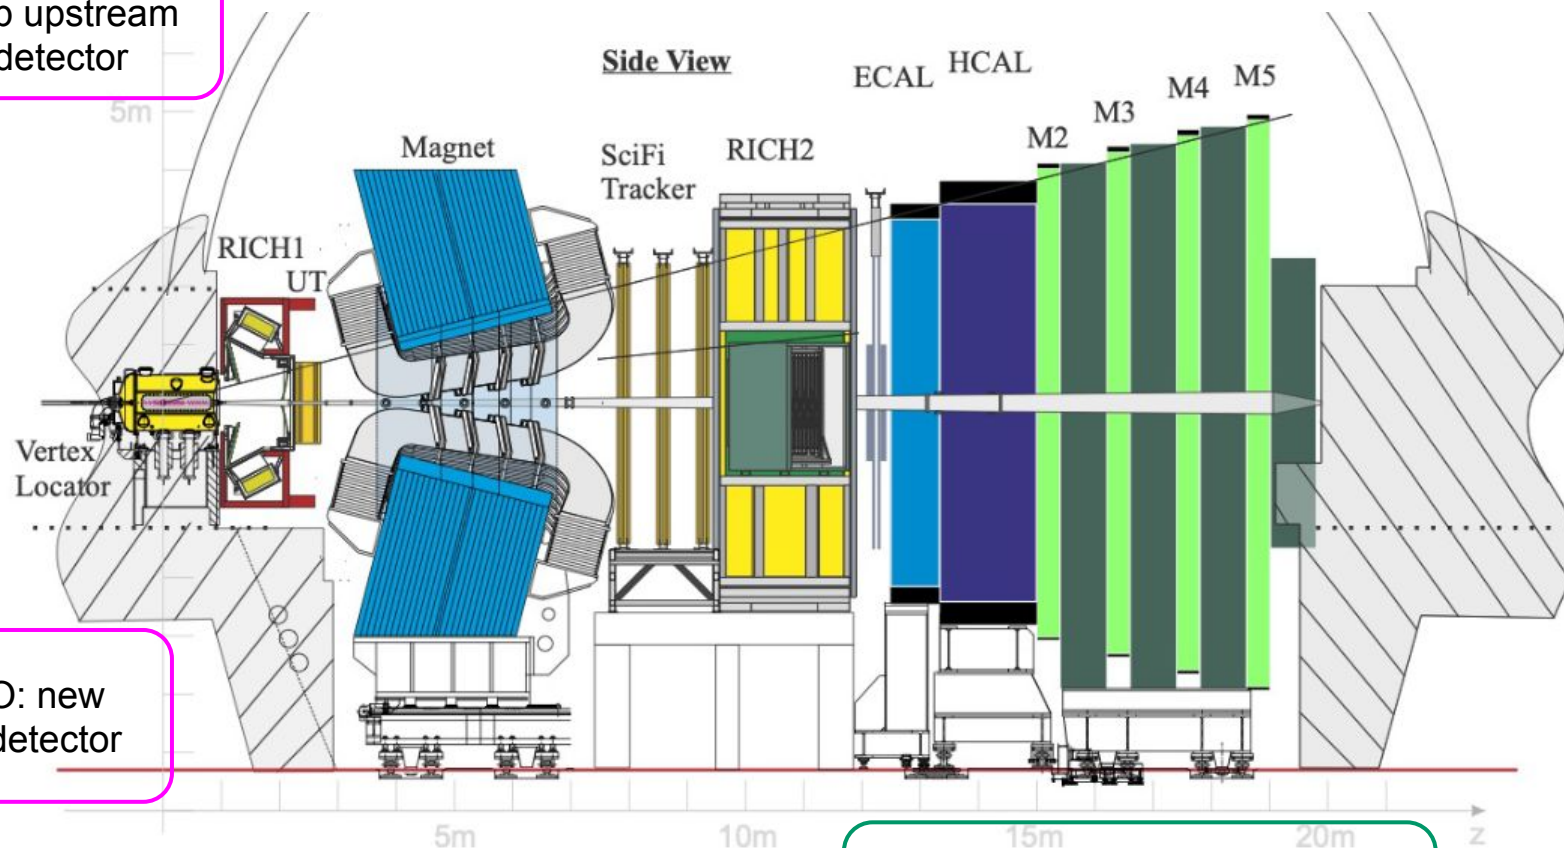 upstream
detector
Side View
ECAL
HCAL
M2
M3
M4
M5
5m
Magnet
SciFi
Tracker
RICH2
RICH1
UT
Vertex
Locator
new
detector
5m
10m
15m
20m
z